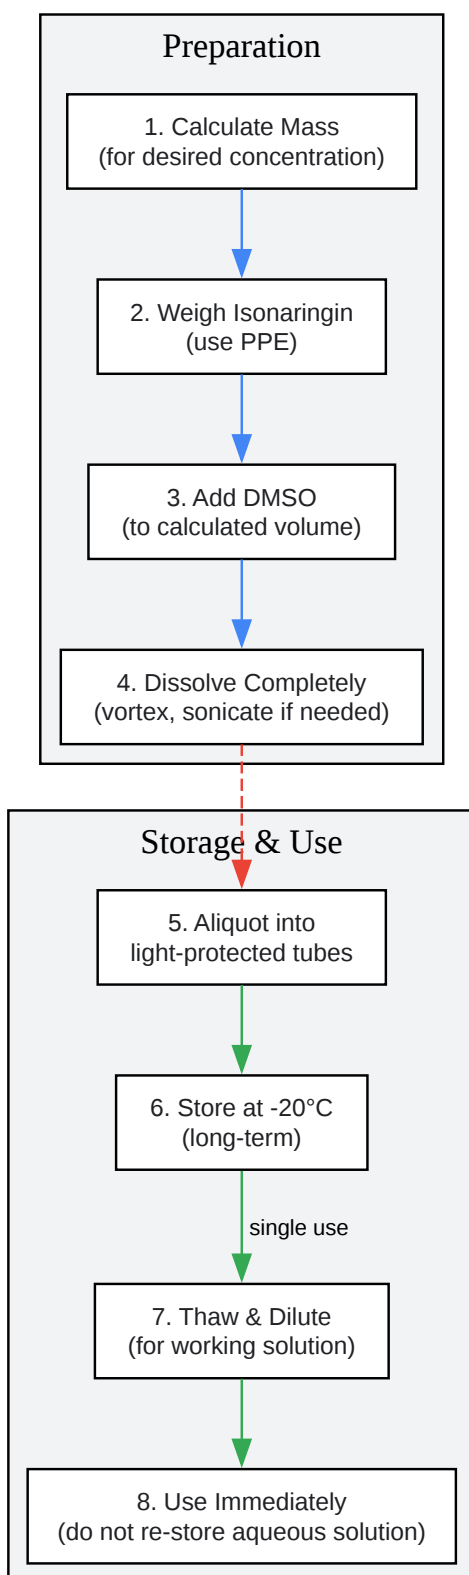 Preparation
1. Calculate Mass
(for desired concentration)
2. Weigh Isonaringin
(use PPE)
3. Add DMSO
(to calculated volume)
4. Dissolve Completely
(vortex, sonicate if needed)
Storage & Use
5. Aliquot into
light-protected tubes
6. Store at -20°C
(long-term)
single use
7. Thaw & Dilute
(for working solution)
8. Use Immediately
(do not re-store aqueous solution)